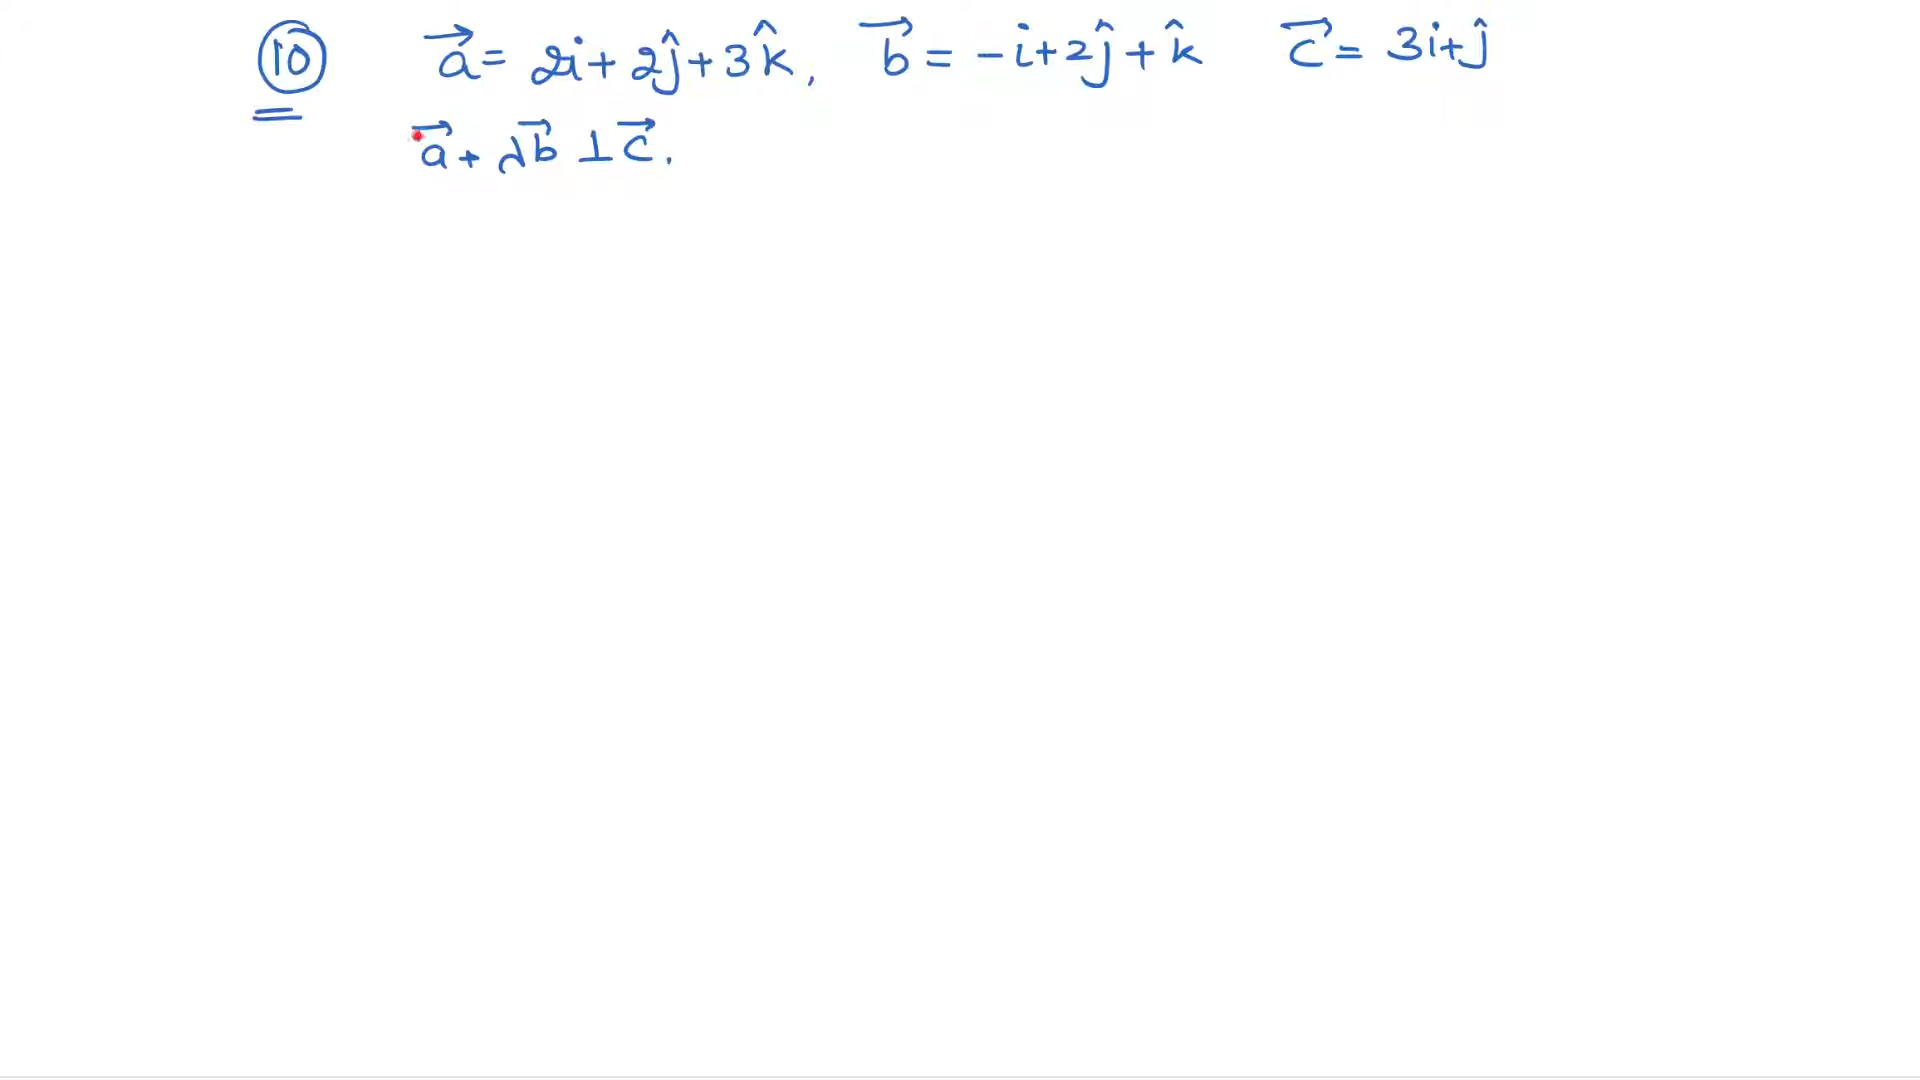 ⑩ a⃗ = 2i + 2ĵ + 3k̂, b⃗ = -i + 2ĵ + k̂ c⃗ = 3i + ĵ
a⃗ + λb⃗ ⊥ c⃗.